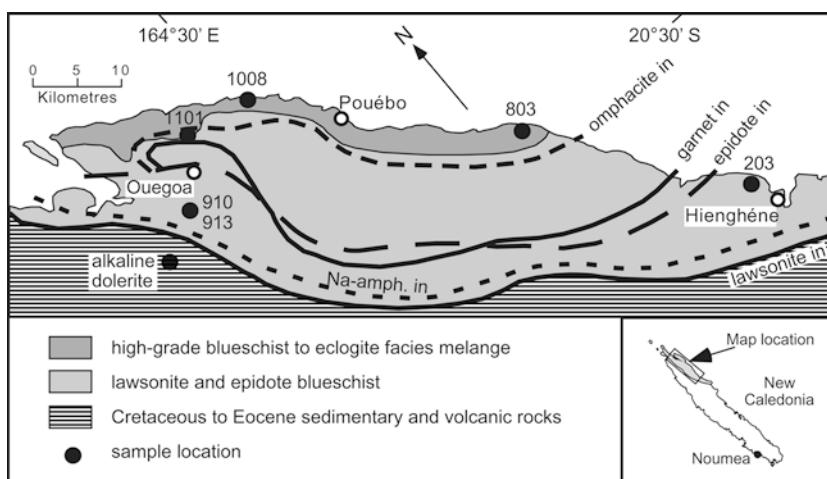 164°30' E
20°30' S
N
0 5 10
Kilometres
1008
1101
Pouébo
803
omphacite in
garnet in
epidote in
203
Ouegoa
Hienghéne
910
913
alkaline
dolerite
Na-amph. in
lawsonite in
high-grade blueschist to eclogite facies melange
lawsonite and epidote blueschist
Cretaceous to Eocene sedimentary and volcanic rocks
sample location
Map location
New
Caledonia
Noumea